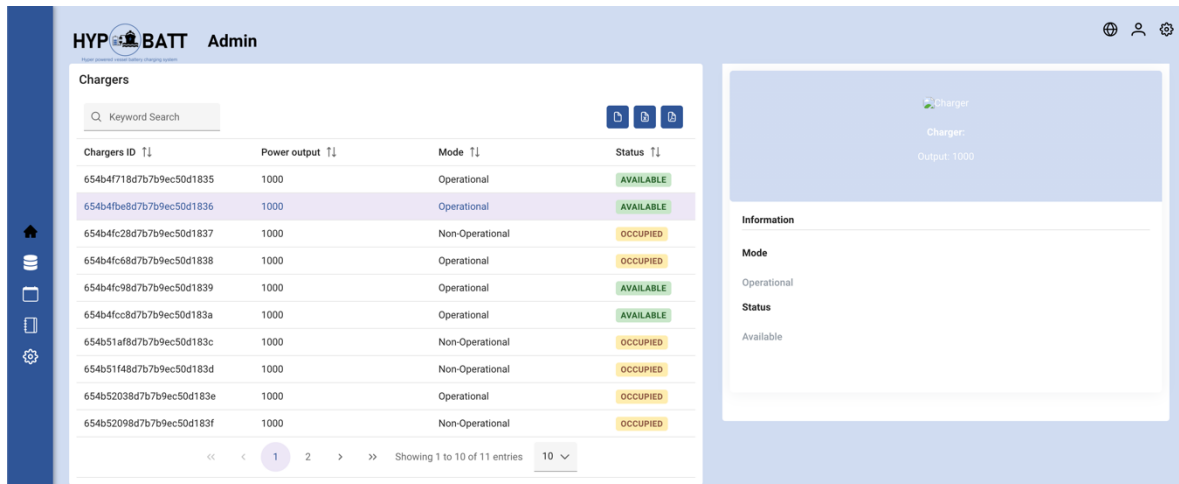 HYP BATT Admin
Hyper powered vessel battery charging system
Chargers
Keyword Search
Chargers ID Power output Mode Status
654b4f718d7b7b9ec50d1835 1000 Operational AVAILABLE
654b4fbe8d7b7b9ec50d1836 1000 Operational AVAILABLE
654b4fc28d7b7b9ec50d1837 1000 Non-Operational OCCUPIED
654b4fc68d7b7b9ec50d1838 1000 Operational OCCUPIED
654b4fc98d7b7b9ec50d1839 1000 Operational AVAILABLE
654b4fcc8d7b7b9ec50d183a 1000 Operational AVAILABLE
654b51af8d7b7b9ec50d183c 1000 Non-Operational OCCUPIED
654b51f48d7b7b9ec50d183d 1000 Non-Operational OCCUPIED
654b52038d7b7b9ec50d183e 1000 Operational OCCUPIED
654b52098d7b7b9ec50d183f 1000 Non-Operational OCCUPIED
<< < 1 2 > >> Showing 1 to 10 of 11 entries 10
Charger
Charger:
Output: 1000
Information
Mode
Operational
Status
Available